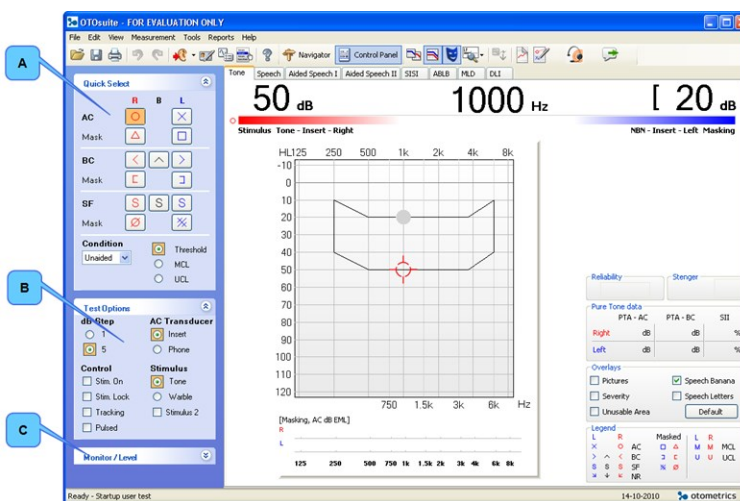 OTOsuite - FOR EVALUATION ONLY
File Edit View Measurement Tools Reports Help
Navigator Control Panel
A
Quick Select
R B L
AC
Mask
BC
Mask
SF S S S
Mask
Condition
Unaided
Threshold
MCL
UCL
B
Test Options
dB Step AC Transducer
1 Insert
5 Phone
Control Stimulus
Stim. On Tone
Stim. Lock Warble
Tracking Stimulus 2
Pulsed
C
Monitor / Level
Tone Speech Aided Speech I Aided Speech II SISI ABLB MLD DLI
50 dB 1000 Hz [ 20 dB
Stimulus Tone - Insert - Right NBN - Insert - Left Masking
HL125 250 500 1k 2k 4k 8k
-10
0
10
20
30
40
50
60
70
80
90
100
110
120
750 1.5k 3k 6k Hz
[Masking, AC dB EML]
R
L
125 250 500 750 1k 1.5k 2k 3k 4k 6k 8k
Reliability Stenger
Pure Tone data
PTA - AC PTA - BC SII
Right dB dB %
Left dB dB %
Overlays
Pictures Speech Banana
Severity Speech Letters
Unusable Area Default
Legend
L R Masked L R
X O AC M M MCL
> ^ < BC U U UCL
S S S SF
NR
Ready - Startup user test 14-10-2010 otometrics